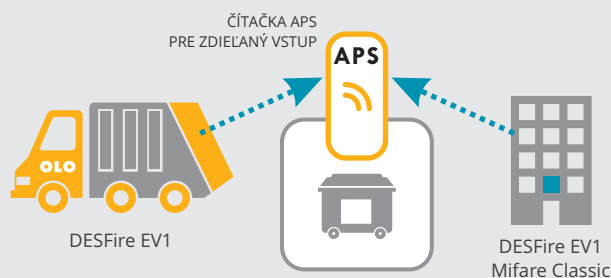 ČÍTAČKA APS
PRE ZDIEĽANÝ VSTUP
APS
OLO
DESFire EV1
DESFire EV1
Mifare Classic